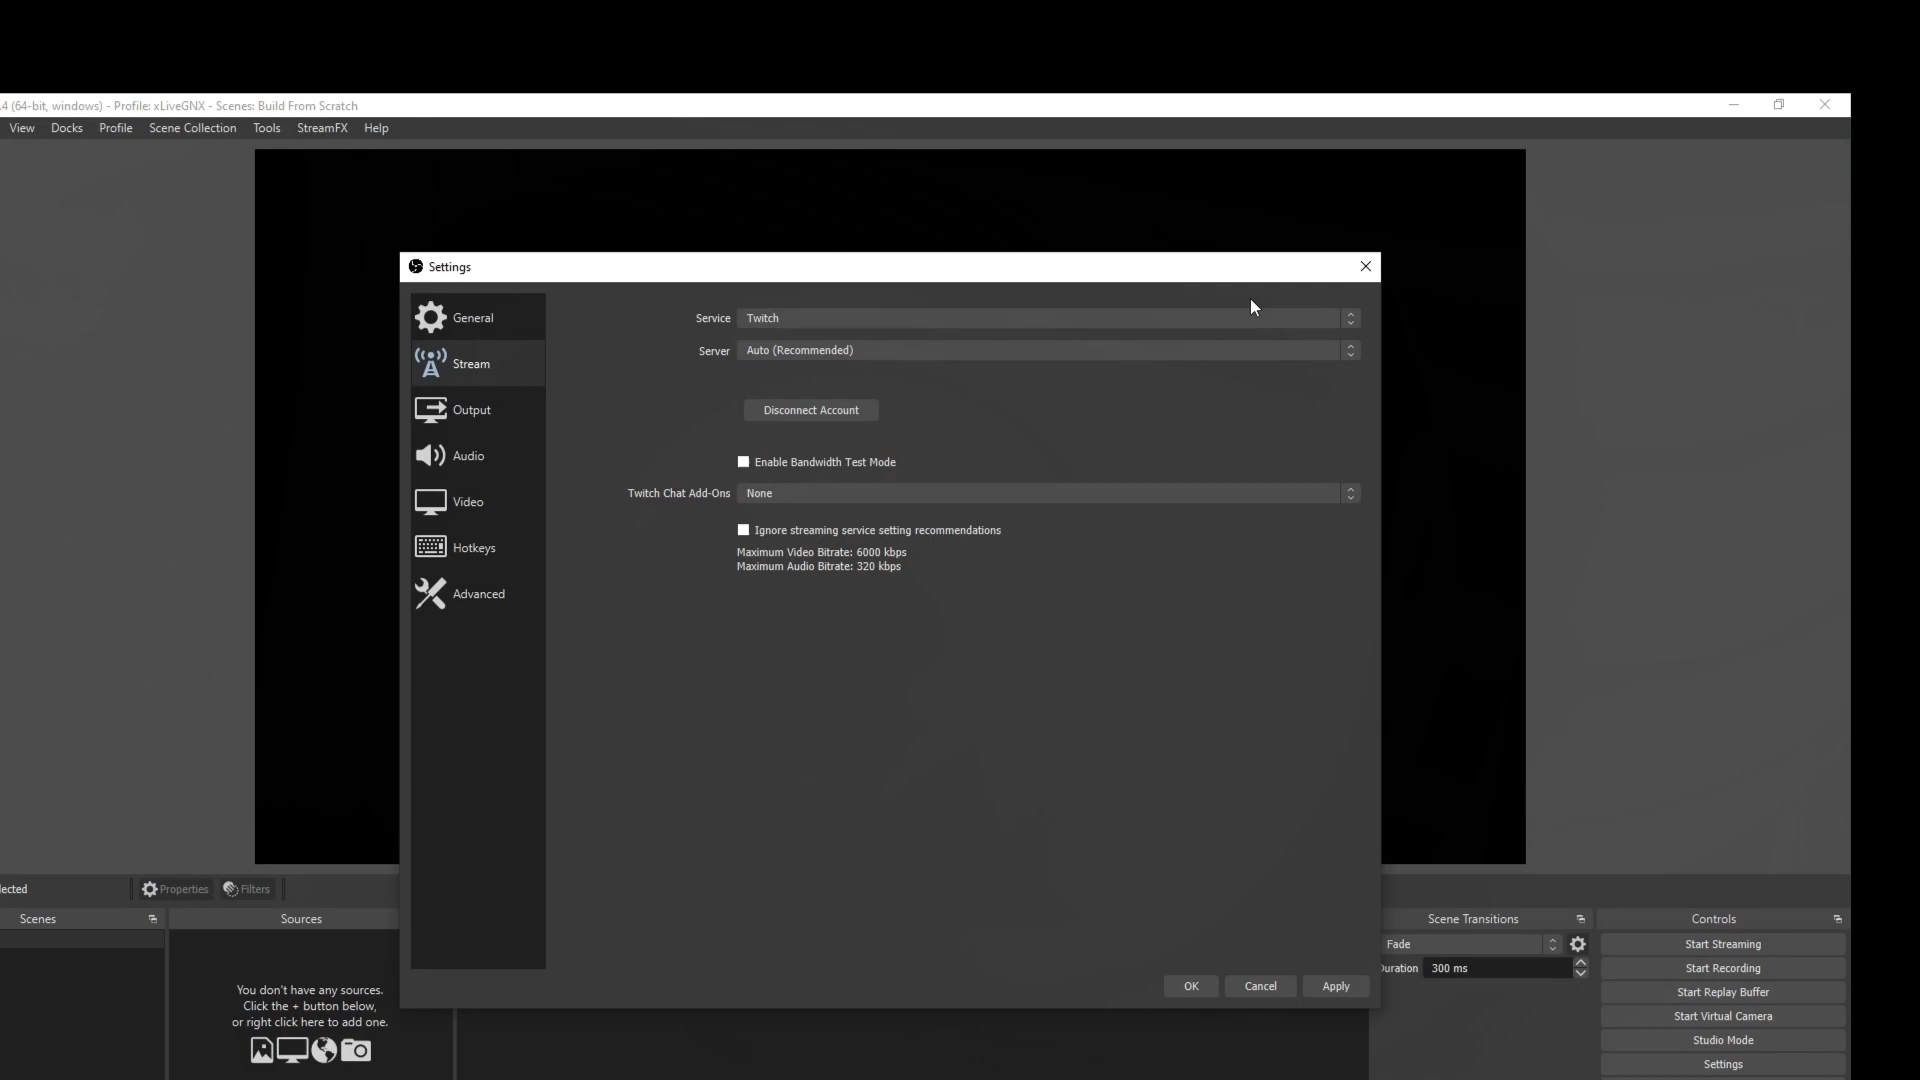 .4 (64-bit, windows) - Profile: xLiveGNX - Scenes: Build From Scratch
View Docks Profile Scene Collection Tools StreamFX Help
Settings
General
Stream
Output
Audio
Video
Hotkeys
Advanced
Service Twitch
Server Auto (Recommended)
Disconnect Account
Enable Bandwidth Test Mode
Twitch Chat Add-Ons None
Ignore streaming service setting recommendations
Maximum Video Bitrate: 6000 kbps
Maximum Audio Bitrate: 320 kbps
OK Cancel Apply
lected Properties Filters
Scenes
Sources
You don't have any sources.
Click the + button below,
or right click here to add one.
Scene Transitions
Fade
Duration 300 ms
Controls
Start Streaming
Start Recording
Start Replay Buffer
Start Virtual Camera
Studio Mode
Settings